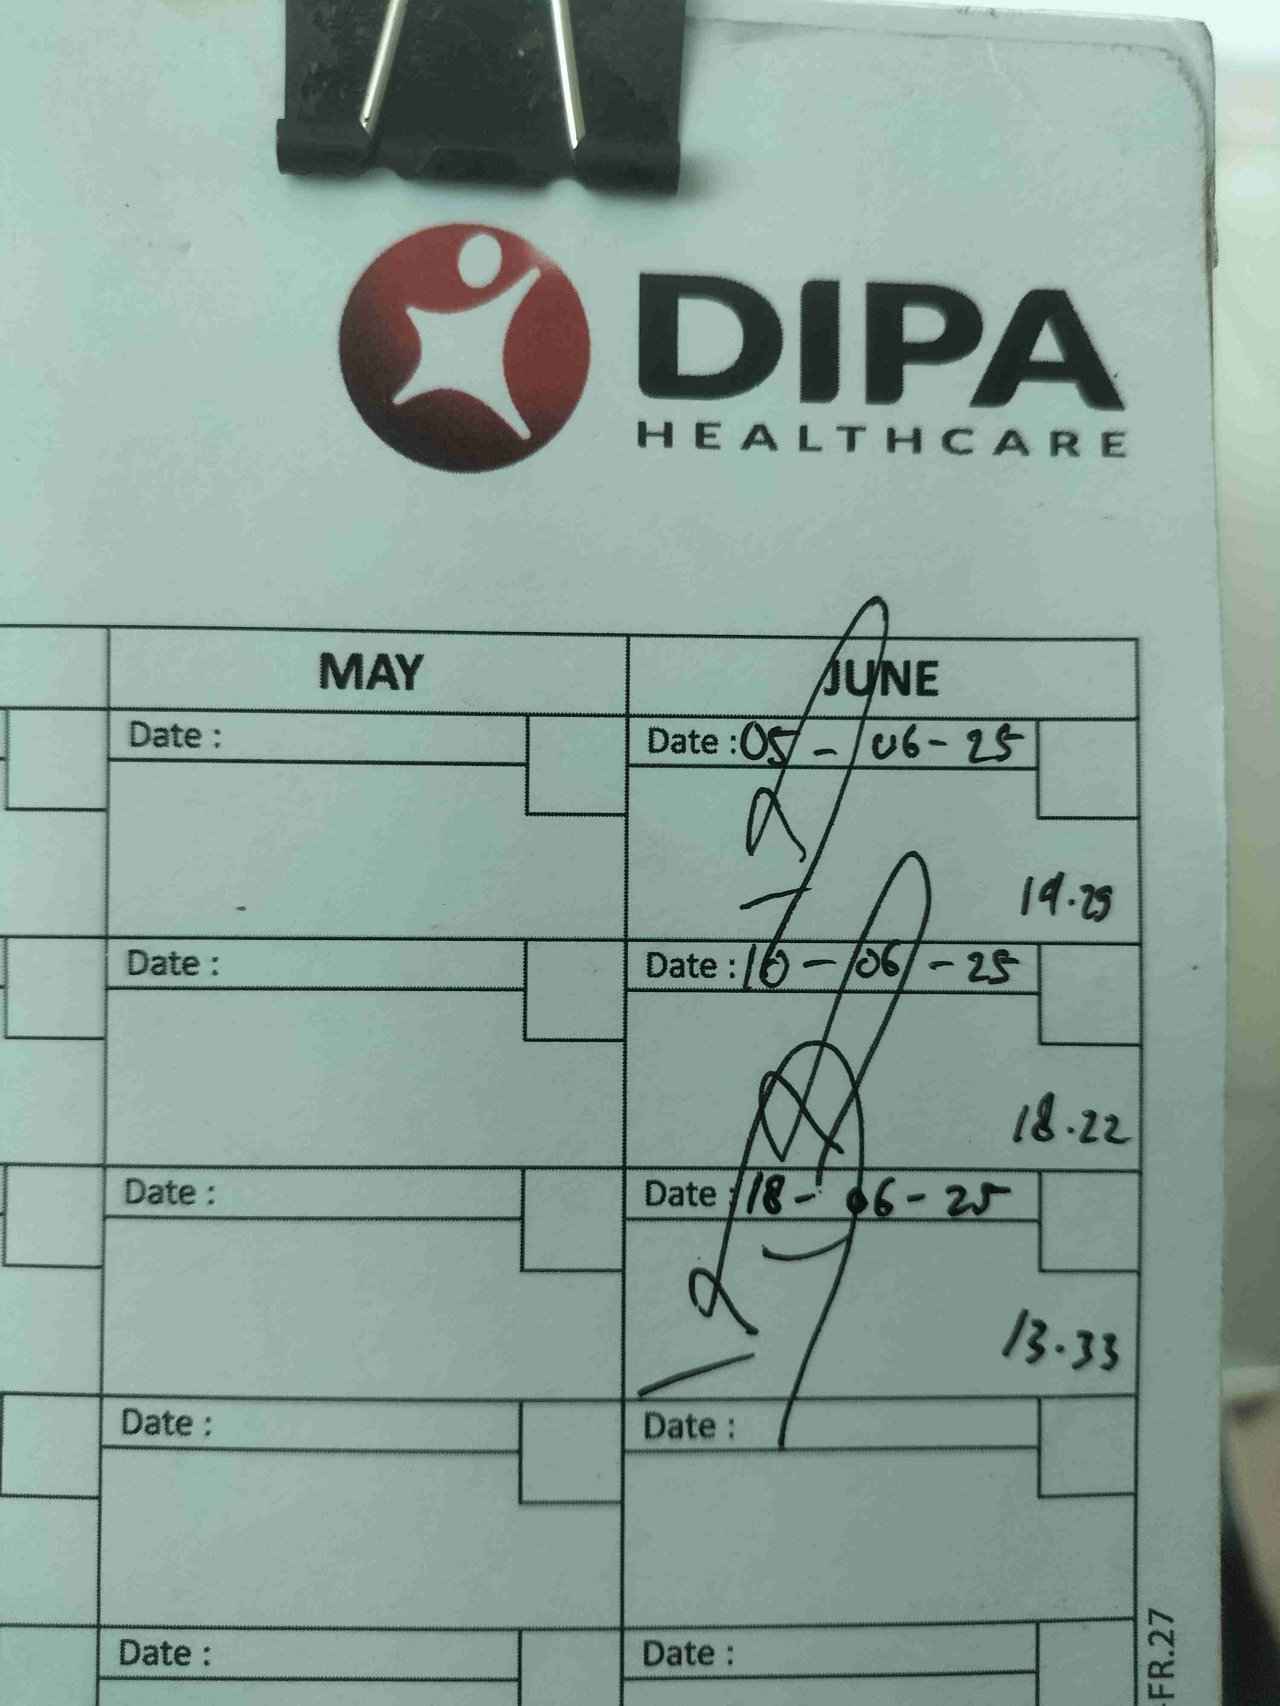 DIPA
HEALTHCARE
MAY JUNE
Date : Date : 05 - 06 - 25
19.29
Date : Date : 10 - 06 - 25
18.22
Date : Date : 18 - 06 - 25
13.33
Date : Date :
Date : Date :
FR.27